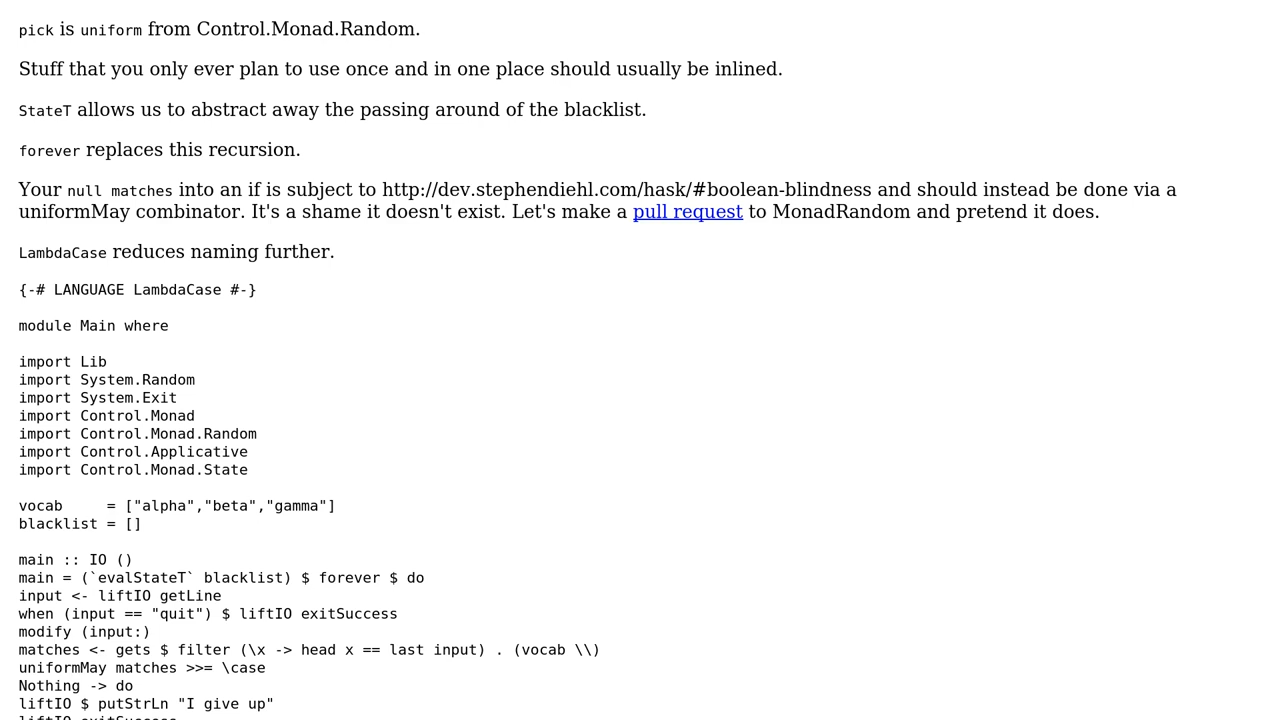 pick is uniform from Control.Monad.Random.
Stuff that you only ever plan to use once and in one place should usually be inlined.
StateT allows us to abstract away the passing around of the blacklist.
forever replaces this recursion.
Your null matches into an if is subject to http://dev.stephendiehl.com/hask/#boolean-blindness and should instead be done via a
uniformMay combinator. It's a shame it doesn't exist. Let's make a pull request to MonadRandom and pretend it does.
LambdaCase reduces naming further.
{-# LANGUAGE LambdaCase #-}
module Main where
import Lib
import System.Random
import System.Exit
import Control.Monad
import Control.Monad.Random
import Control.Applicative
import Control.Monad.State
vocab     = ["alpha","beta","gamma"]
blacklist = []
main :: IO ()
main = (`evalStateT` blacklist) $ forever $ do
input <- liftIO getLine
when (input == "quit") $ liftIO exitSuccess
modify (input:)
matches <- gets $ filter (\x -> head x == last input) . (vocab \\)
uniformMay matches >>= \case
Nothing -> do
liftIO $ putStrLn "I give up"
liftIO exitSuccess